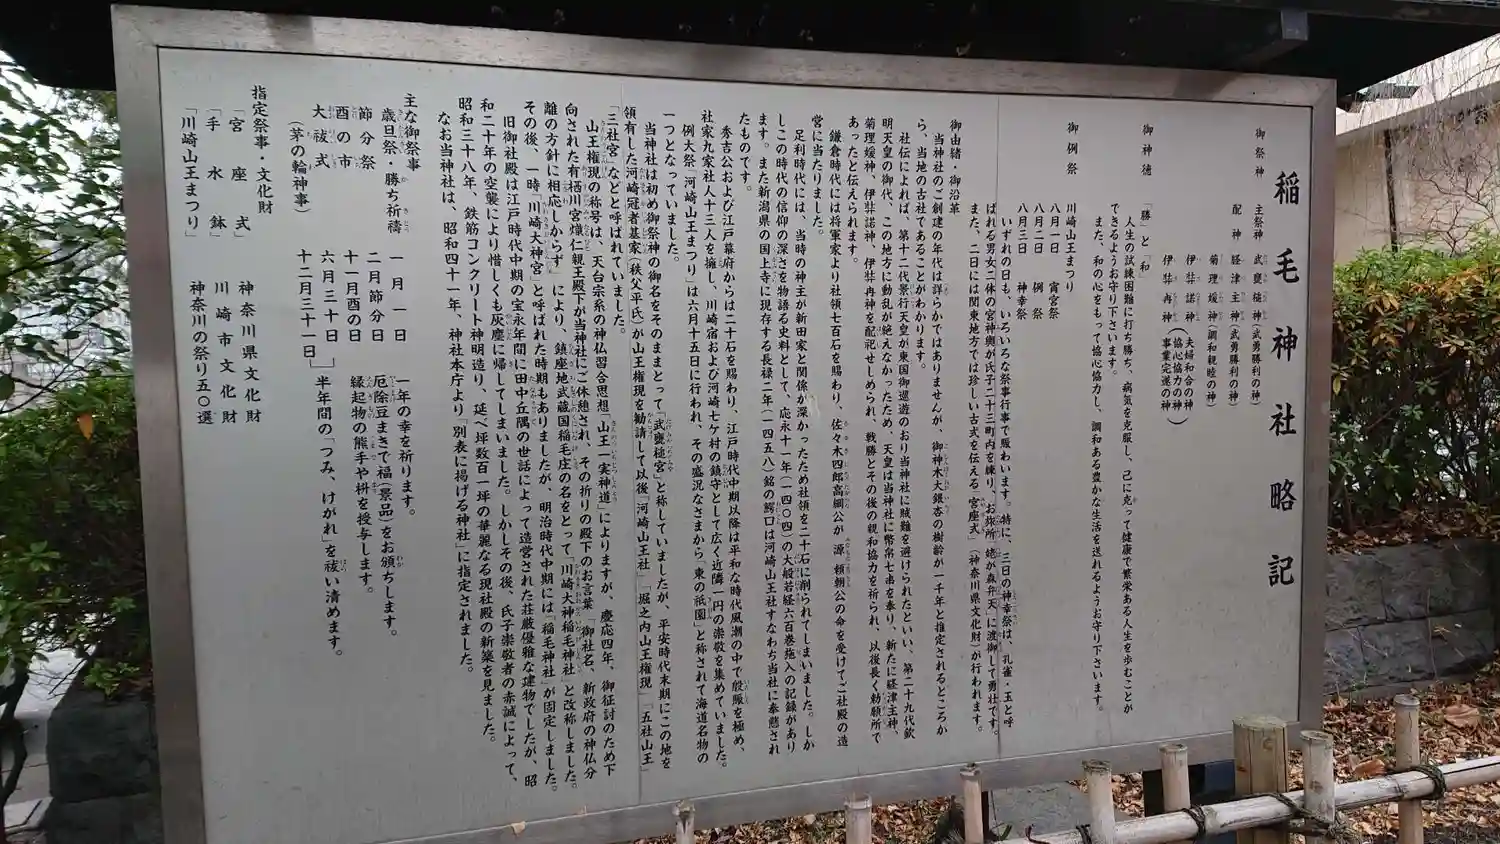 稲毛神社略記
御祭神
主祭神 武甕槌神(武勇勝利の神)
配神 経津主神(武勇勝利の神)
菊理媛神(調和親睦の神)
伊弉諾神(夫婦和合の神
伊弉冉神 協心協力の神)
事業完遂の神
御神徳
「勝」と「和」
人生の試練困難に打ち勝ち、病気を克服し、己に克って健康で繁栄ある人生を歩むことが
できるようお守り下さいます。
また、和の心をもって協心協力し、調和ある豊かな生活を送れるようお守り下さいます。
御例祭
川崎山王まつり
八月一日 宵宮祭
八月二日 例祭
八月三日 神幸祭
いずれの日も、いろいろな祭事行事で賑わいます。特に、三日の神幸祭は、孔雀・玉と呼
ばれる男女二体の宮神輿が氏子二十三町内を練り、お旅所 姥が森弁天に渡御して勇壮です。
また、二日には関東地方では珍しい古式を伝える「宮座式」(神奈川県文化財)が行われます。
御由緒・御沿革
当神社のご創建の年代は詳らかではありませんが、御神木大銀杏の樹齢が一千年と推定されるところか
ら、当地の古社であることがわかります。
社伝によれば、第十二代景行天皇が東国御巡遊のおり当神社に賊難を避けられたといい、第二十九代欽
明天皇の御代、この地方に動乱が絶えなかったため、天皇は当神社に幣帛七串を奉り、新たに経津主神、
菊理媛神、伊弉諾神、伊弉冉神を配祀せしめられ、戦勝とその後の親和協力を祈られ、以後長く勅願所で
あったと伝えられます。
鎌倉時代には将軍家より社領七百石を賜わり、佐々木四郎高綱公が 源頼朝公の命を受けてご社殿の造
営に当たりました。
足利時代には、当時の神主が新田家と関係が深かったため社領を二十石に削られてしまいました。しか
しこの時代の信仰の深さを物語る史料として、応永十一年(一四〇四)の大般若経六百巻施入の記録があり
ます。また新潟県の国上寺に現存する長禄二年(一四五八)銘の鰐口は河崎山王社すなわち当社に奉懸され
たものです。
秀吉公および江戸幕府からは二十石を賜わり、江戸時代中期以降は平和な時代風潮の中で殷賑を極め、
社家九家社人十三人を擁し、川崎宿および河崎七ケ村の鎮守として広く近隣一円の崇敬を集めていました。
例大祭「河崎山王まつり」は六月十五日に行われ、その盛況なさまから「東の祇園」と称されて海道名物の
一つとなっていました。
当神社は初め御祭神の御名をそのままとって「武甕槌宮」と称していましたが、平安時代末期にこの地を
領有した河崎冠者基家(秩父平氏)が山王権現を勧請して以後「河崎山王社」「堀之内山王権現」「五社山王」
「三社宮」などと呼ばれていました。
山王権現の称号は、天台宗系の神仏習合思想「山王一実神道」によりますが、慶応四年、御征討のため下
向された有栖川宮熾仁親王殿下が当神社にご休憩され、その折りの殿下のお言葉「御社名、新政府の神仏分
離の方針に相応しからず」により、鎮座地武蔵国稲毛庄の名をとって「川崎大神稲毛神社」と改称しました。
その後、一時「川崎大神宮」と呼ばれた時期もありましたが、明治時代中期には「稲毛神社」が固定しました。
旧御社殿は江戸時代中期の宝永年間に田中丘隅の世話によって造営された荘厳優雅な建物でしたが、昭
和二十年の空襲により惜しくも灰塵に帰してしまいました。しかしその後、氏子崇敬者の赤誠によって、
昭和三十八年、鉄筋コンクリート神明造り、延べ坪数百一坪の華麗なる現社殿の新築を見ました。
なお当神社は、昭和四十一年、神社本庁より「別表に掲げる神社」に指定されました。
主な御祭事
歳旦祭・勝ち祈禱 一月一日 一年の幸を祈ります。
節分祭 二月節分日 厄除豆まきで福(景品)をお頒ちします。
酉の市 十一月酉の日 縁起物の熊手や枡を授与します。
大祓式 六月三十日 半年間の「つみ、けがれ」を祓い清めます。
(茅の輪神事) 十二月三十一日
指定祭事・文化財
「宮座式」 神奈川県文化財
「手水鉢」 川崎市文化財
「川崎山王まつり」 神奈川の祭り五〇選